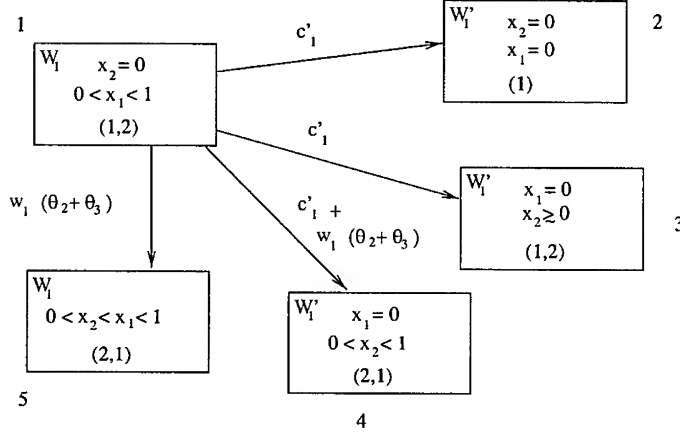 1
W₁
x₂ = 0
0 < x₁ < 1
(1,2)
c'₁
W₁'
x₂ = 0
x₁ = 0
(1)
2
c'₁
W₁'
x₁ = 0
x₂ ≥ 0
(1,2)
3
w₁ (θ₂+ θ₃)
c'₁ +
w₁ (θ₂+ θ₃)
W₁
0 < x₂ < x₁ < 1
(2,1)
5
W₁'
x₁ = 0
0 < x₂ < 1
(2,1)
4